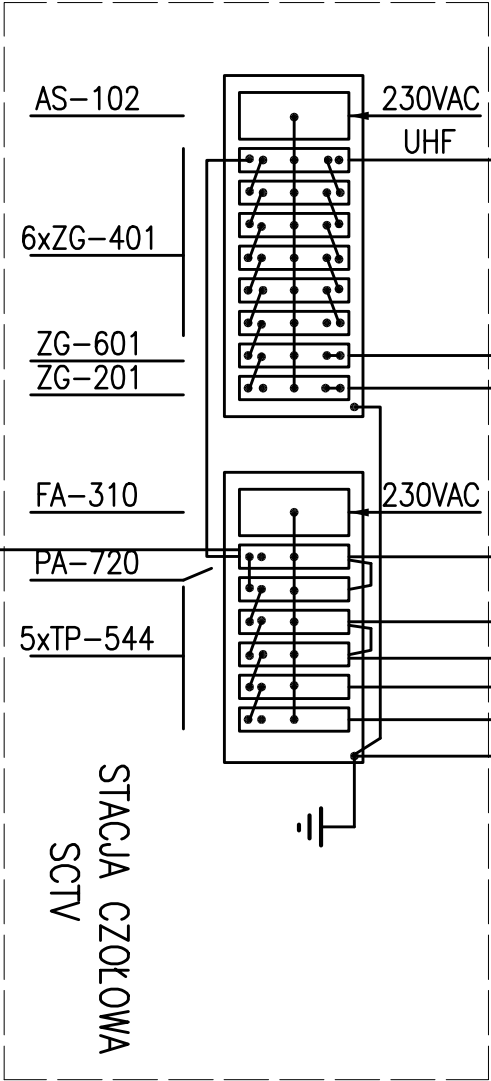 AS-102
230VAC
UHF
6xZG-401
ZG-601
ZG-201
FA-310
230VAC
PA-720
5xTP-544
STACJA CZOŁOWA
SCTV